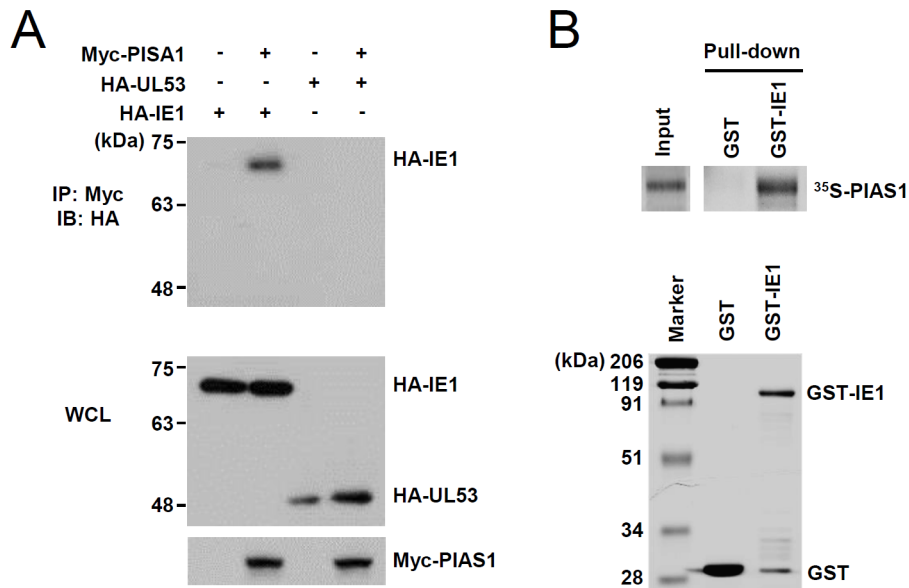 A
Myc-PISA1 - + - +
HA-UL53 - - + +
HA-IE1 + + - -
(kDa)
75
63
48
IP: Myc
IB: HA
HA-IE1
75
63
48
WCL
HA-IE1
HA-UL53
Myc-PIAS1
B
Pull-down
Input
GST
GST-IE1
35S-PIAS1
Marker
GST
GST-IE1
(kDa)
206
119
91
51
34
28
GST-IE1
GST